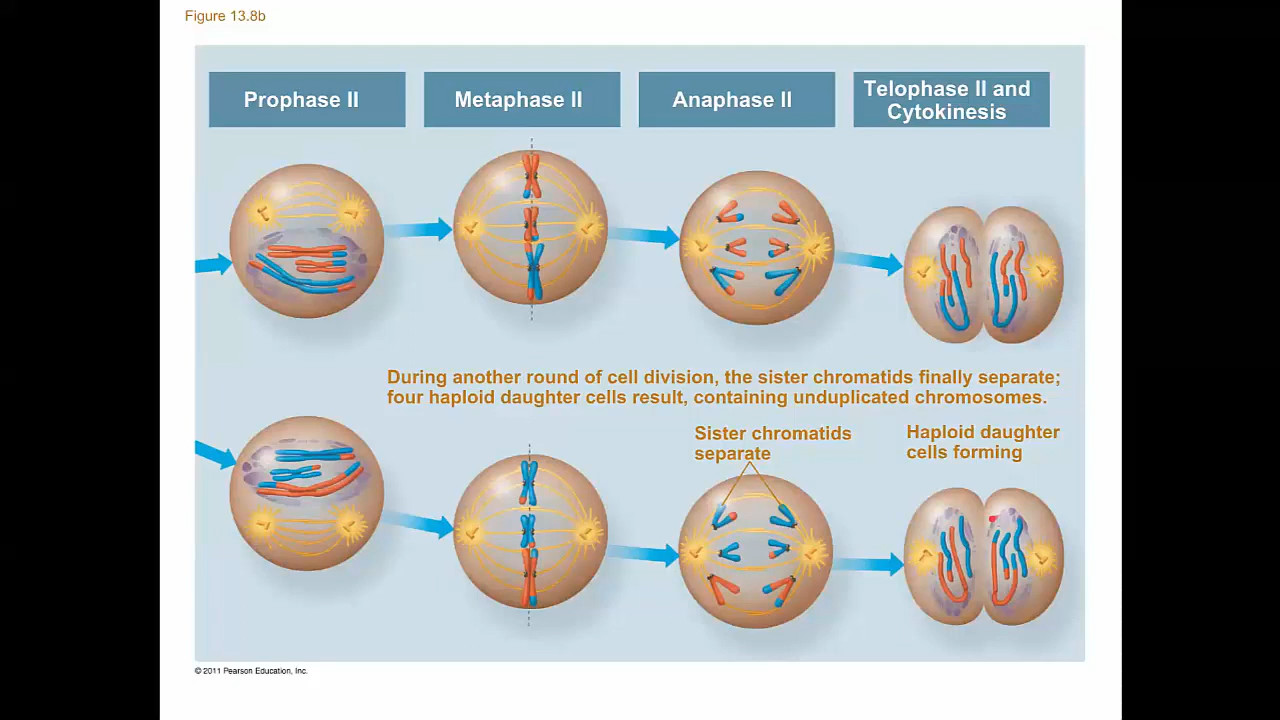 Figure 13.8b
Prophase II
Metaphase II
Anaphase II
Telophase II and
Cytokinesis
During another round of cell division, the sister chromatids finally separate;
four haploid daughter cells result, containing unduplicated chromosomes.
Sister chromatids
separate
Haploid daughter
cells forming
© 2011 Pearson Education, Inc.